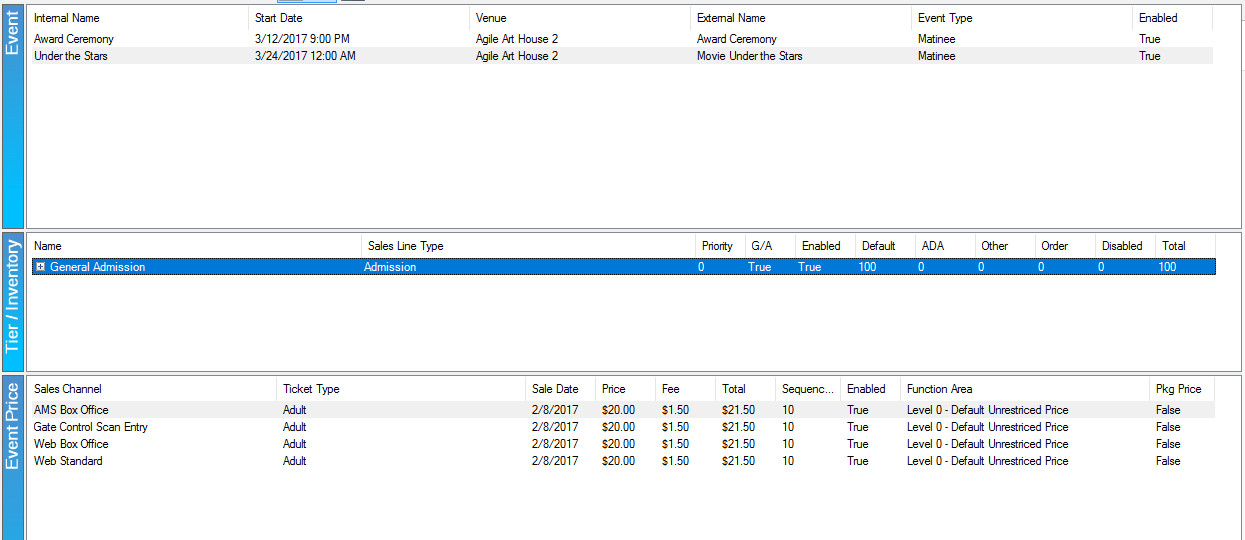 Event
Internal Name Start Date Venue External Name Event Type Enabled
Award Ceremony 3/12/2017 9:00 PM Agile Art House 2 Award Ceremony Matinee True
Under the Stars 3/24/2017 12:00 AM Agile Art House 2 Movie Under the Stars Matinee True
Tier / Inventory
Name Sales Line Type Priority G/A Enabled Default ADA Other Order Disabled Total
General Admission Admission 0 True True 100 0 0 0 0 100
Event Price
Sales Channel Ticket Type Sale Date Price Fee Total Sequenc... Enabled Function Area Pkg Price
AMS Box Office Adult 2/8/2017 $20.00 $1.50 $21.50 10 True Level 0 - Default Unrestriced Price False
Gate Control Scan Entry Adult 2/8/2017 $20.00 $1.50 $21.50 10 True Level 0 - Default Unrestriced Price False
Web Box Office Adult 2/8/2017 $20.00 $1.50 $21.50 10 True Level 0 - Default Unrestriced Price False
Web Standard Adult 2/8/2017 $20.00 $1.50 $21.50 10 True Level 0 - Default Unrestriced Price False